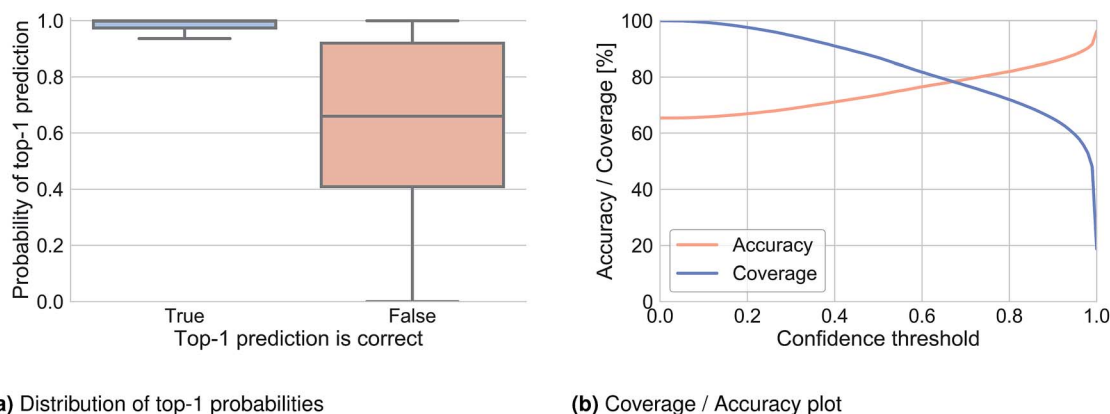 1.0
0.8
0.6
0.4
0.2
0.0
Probability of top-1 prediction
True
False
Top-1 prediction is correct
100
80
60
40
20
0
Accuracy / Coverage [%]
Accuracy
Coverage
0.0 0.2 0.4 0.6 0.8 1.0
Confidence threshold
a) Distribution of top-1 probabilities
(b) Coverage / Accuracy plot